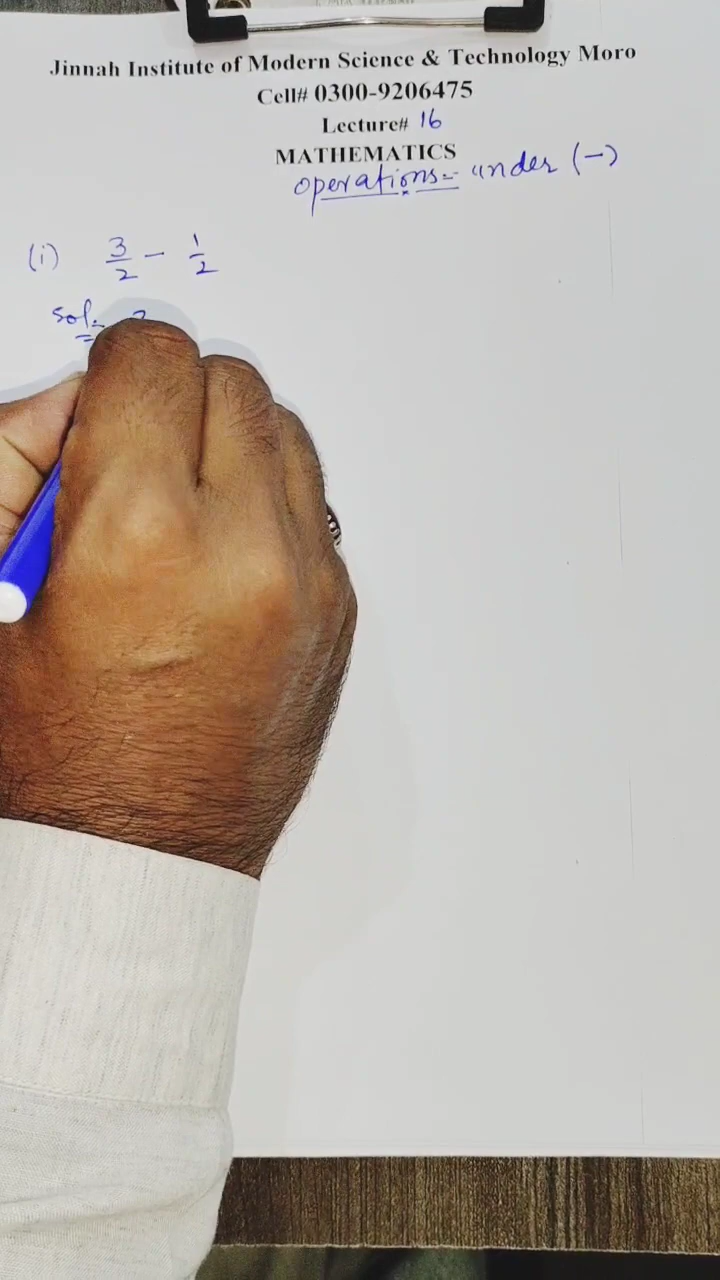 Jinnah Institute of Modern Science & Technology Moro
Cell# 0300-9206475
Lecture# 16
MATHEMATICS
operations:- under (-)
(i) 3/2 - 1/2
Sol:-